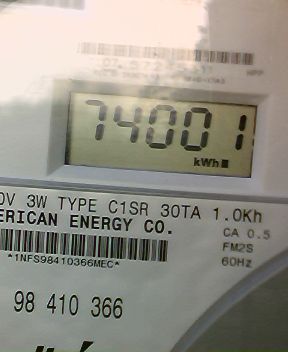 74001
kWh
0V 3W TYPE C1SR 30TA 1.0Kh
ERICAN ENERGY CO.
CA 0.5
FM2S
*1NFS98410366MEC*
60Hz
98 410 366